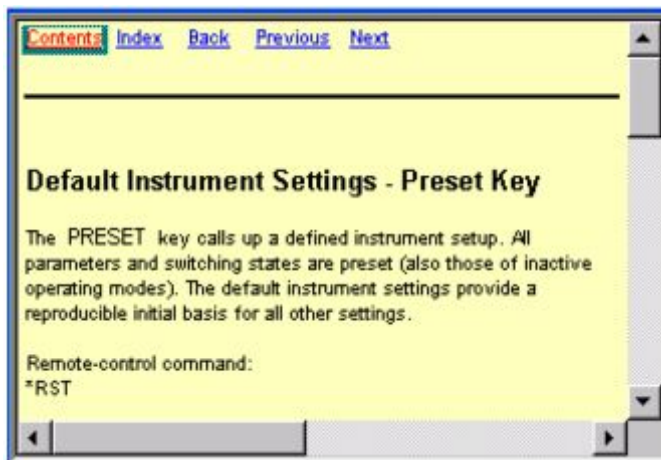 Contents Index Back Previous Next
Default Instrument Settings - Preset Key
The PRESET key calls up a defined instrument setup. All
parameters and switching states are preset (also those of inactive
operating modes). The default instrument settings provide a
reproducible initial basis for all other settings.
Remote-control command:
*RST